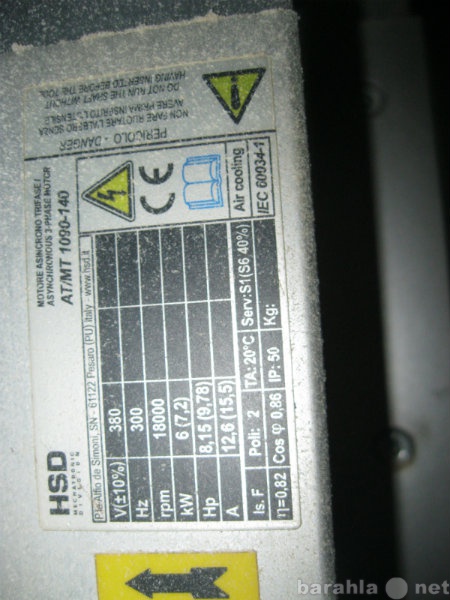 HSD
MECHATRONIC
DIVISION
MOTORE ASINCRONO TRIFASE /
ASYNCHRONOUS 3-PHASE MOTOR
AT/MT 1090-140
PERICOLO - DANGER
NON FARE RUOTARE L'ALBERO SENZA
AVERE PRIMA INSERITO L'UTENSILE
DO NOT RUN THE SHAFT WITHOUT
HAVING INSERTED BEFORE THE TOOL
P.le Alfio de Simoni, SN - 61122 Pesaro (PU) Italy - www.hsd.it
CE
V(±10%) 380
Hz 300
rpm 18000
kW 6 (7,2)
Hp 8,15 (9,78)
A 12,6 (15,5)
Air cooling
Is. F Poli: 2 TA: 20°C Serv: S1(S6 40%)
η=0,82 Cos φ 0,86 IP: 50 Kg:
IEC 60034-1
barahla.net